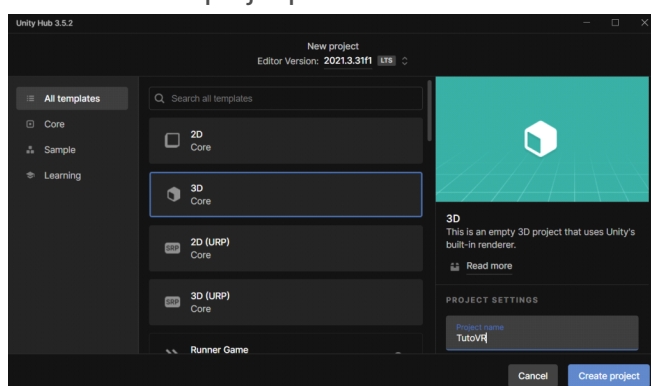 Unity Hub 3.5.2
New project
Editor Version: 2021.3.31f1 LTS
All templates
Core
Sample
Learning
Search all templates
2D
Core
3D
Core
SRP
2D (URP)
Core
SRP
3D (URP)
Core
Runner Game
3D
This is an empty 3D project that uses Unity's
built-in renderer.
Read more
PROJECT SETTINGS
Project name
TutoVR
Cancel
Create project